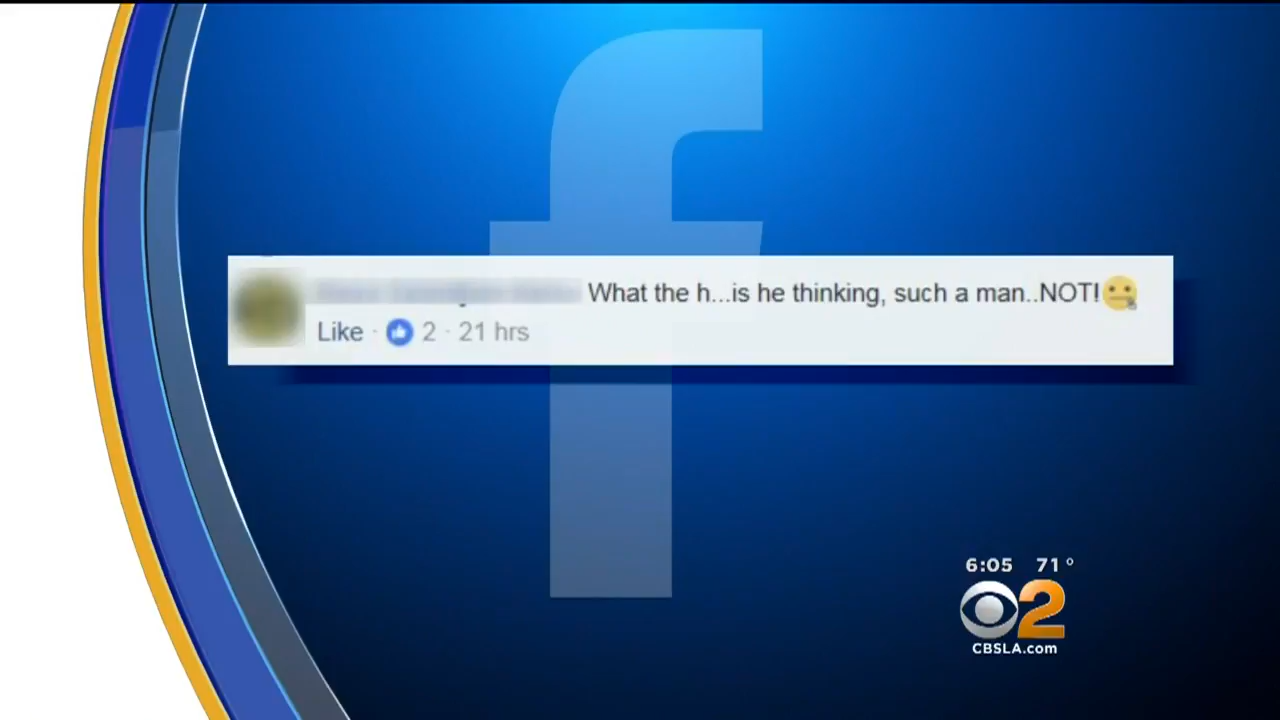 What the h...is he thinking, such a man..NOT!
Like · 2 · 21 hrs
6:05 71°
2
CBSLA.com